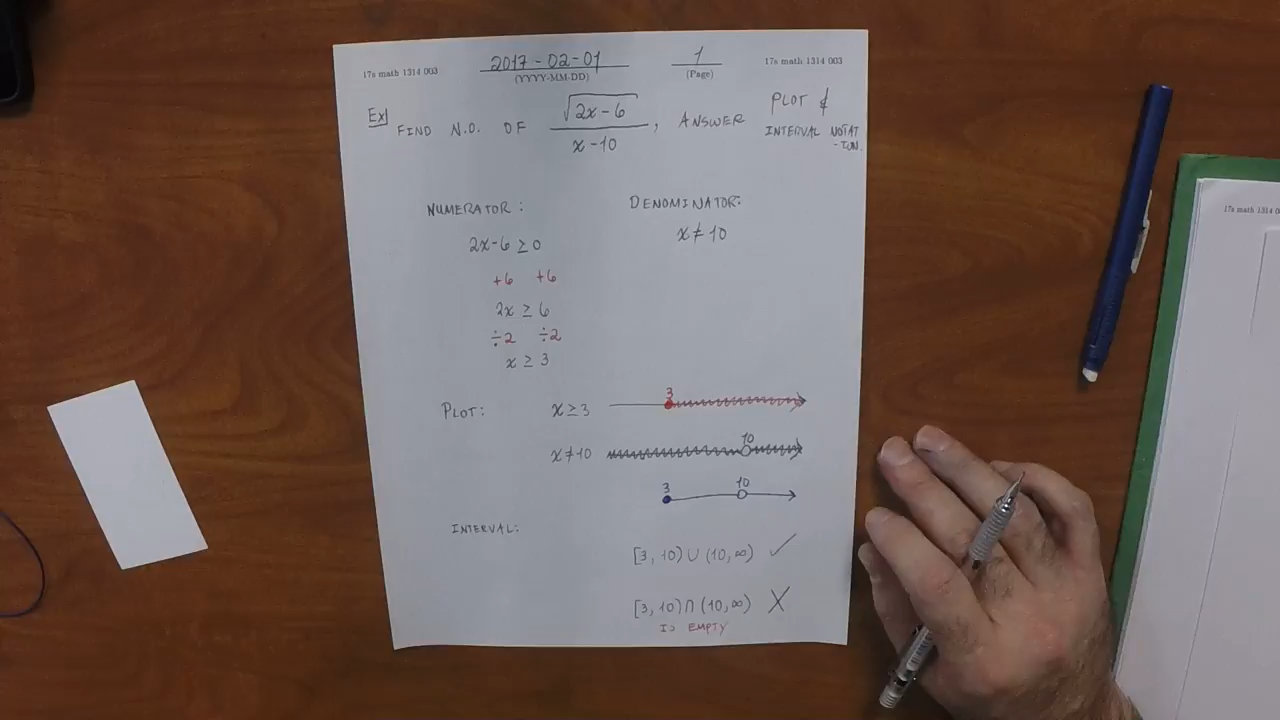 17s math 1314 003
2017-02-01
(YYYY-MM-DD)
1
(Page)
17s math 1314 003
Ex] FIND N.D. OF √(2x-6) / (x-10), ANSWER PLOT &
INTERVAL NOTAT
-ION.
NUMERATOR:
2x-6 ≥ 0
+6 +6
2x ≥ 6
÷2 ÷2
x ≥ 3
DENOMINATOR:
x ≠ 10
PLOT:
x ≥ 3
3
x ≠ 10
10
3 10
INTERVAL:
[3, 10) ∪ (10, ∞) ✓
[3, 10) ∩ (10, ∞) X
IS EMPTY
17s math 1314 0